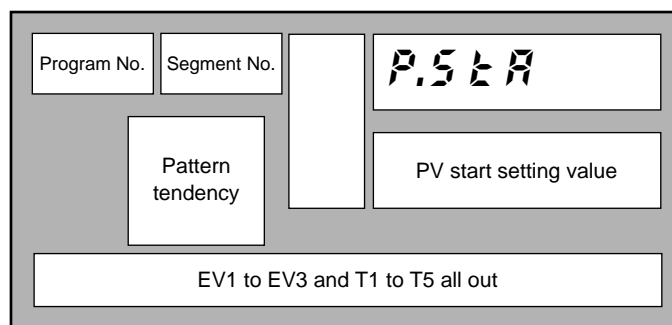 Program No.
Segment No.
P.StA
Pattern
tendency
PV start setting value
EV1 to EV3 and T1 to T5 all out